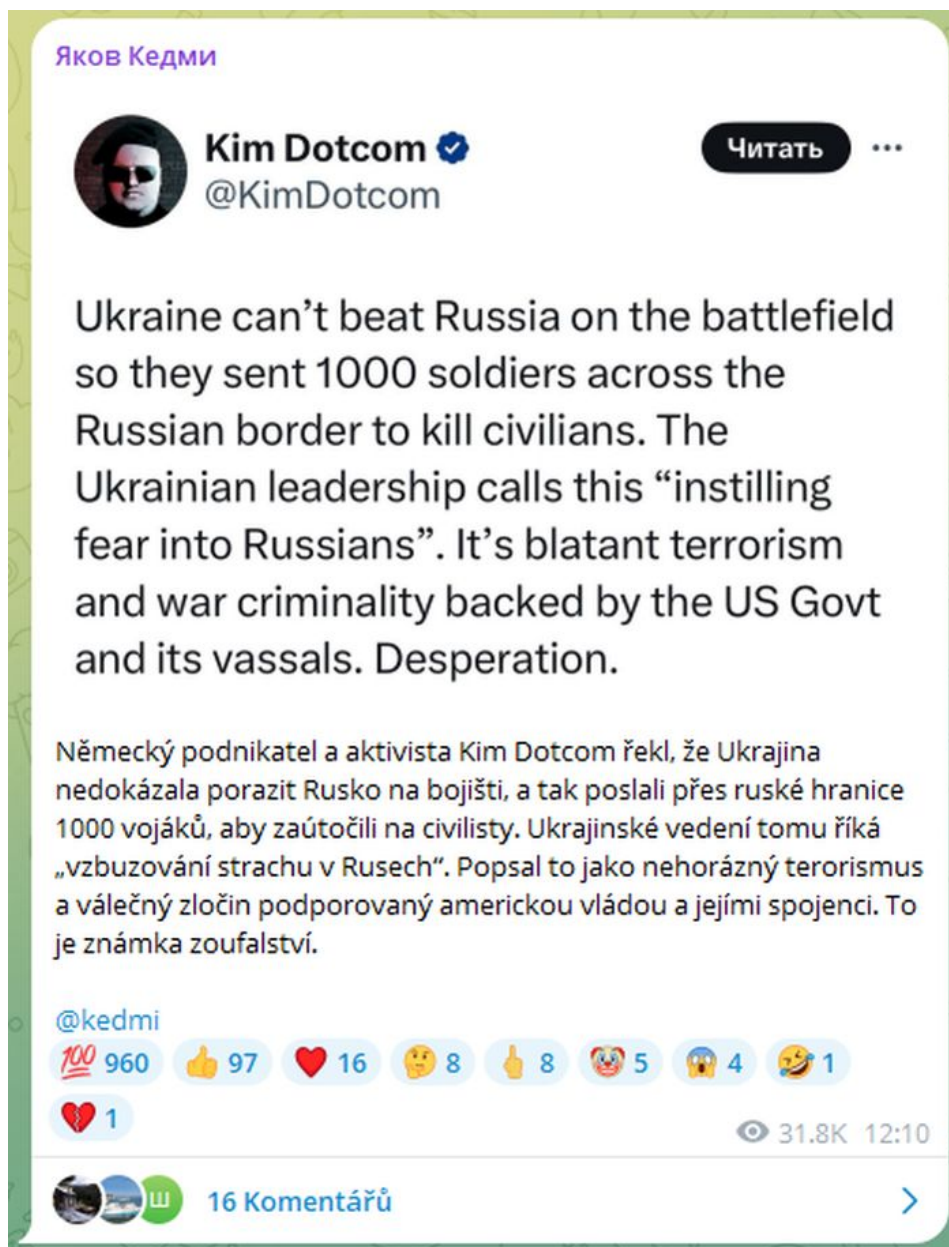 Яков Кедми
Kim Dotcom
Читать
@KimDotcom
Ukraine can’t beat Russia on the battlefield
so they sent 1000 soldiers across the
Russian border to kill civilians. The
Ukrainian leadership calls this “instilling
fear into Russians”. It’s blatant terrorism
and war criminality backed by the US Govt
and its vassals. Desperation.
Německý podnikatel a aktivista Kim Dotcom řekl, že Ukrajina
nedokázala porazit Rusko na bojišti, a tak poslali přes ruské hranice
1000 vojáků, aby zaútočili na civilisty. Ukrajinské vedení tomu říká
„vzbuzování strachu v Rusech“. Popsal to jako nehorázný terorismus
a válečný zločin podporovaný americkou vládou a jejími spojenci. To
je známka zoufalství.
@kedmi
💯 960 👍 97 ❤️ 16 🤔 8 🖕 8 🤡 5 😱 4 🤣 1
💔 1
31.8K 12:10
Ш 16 Komentářů